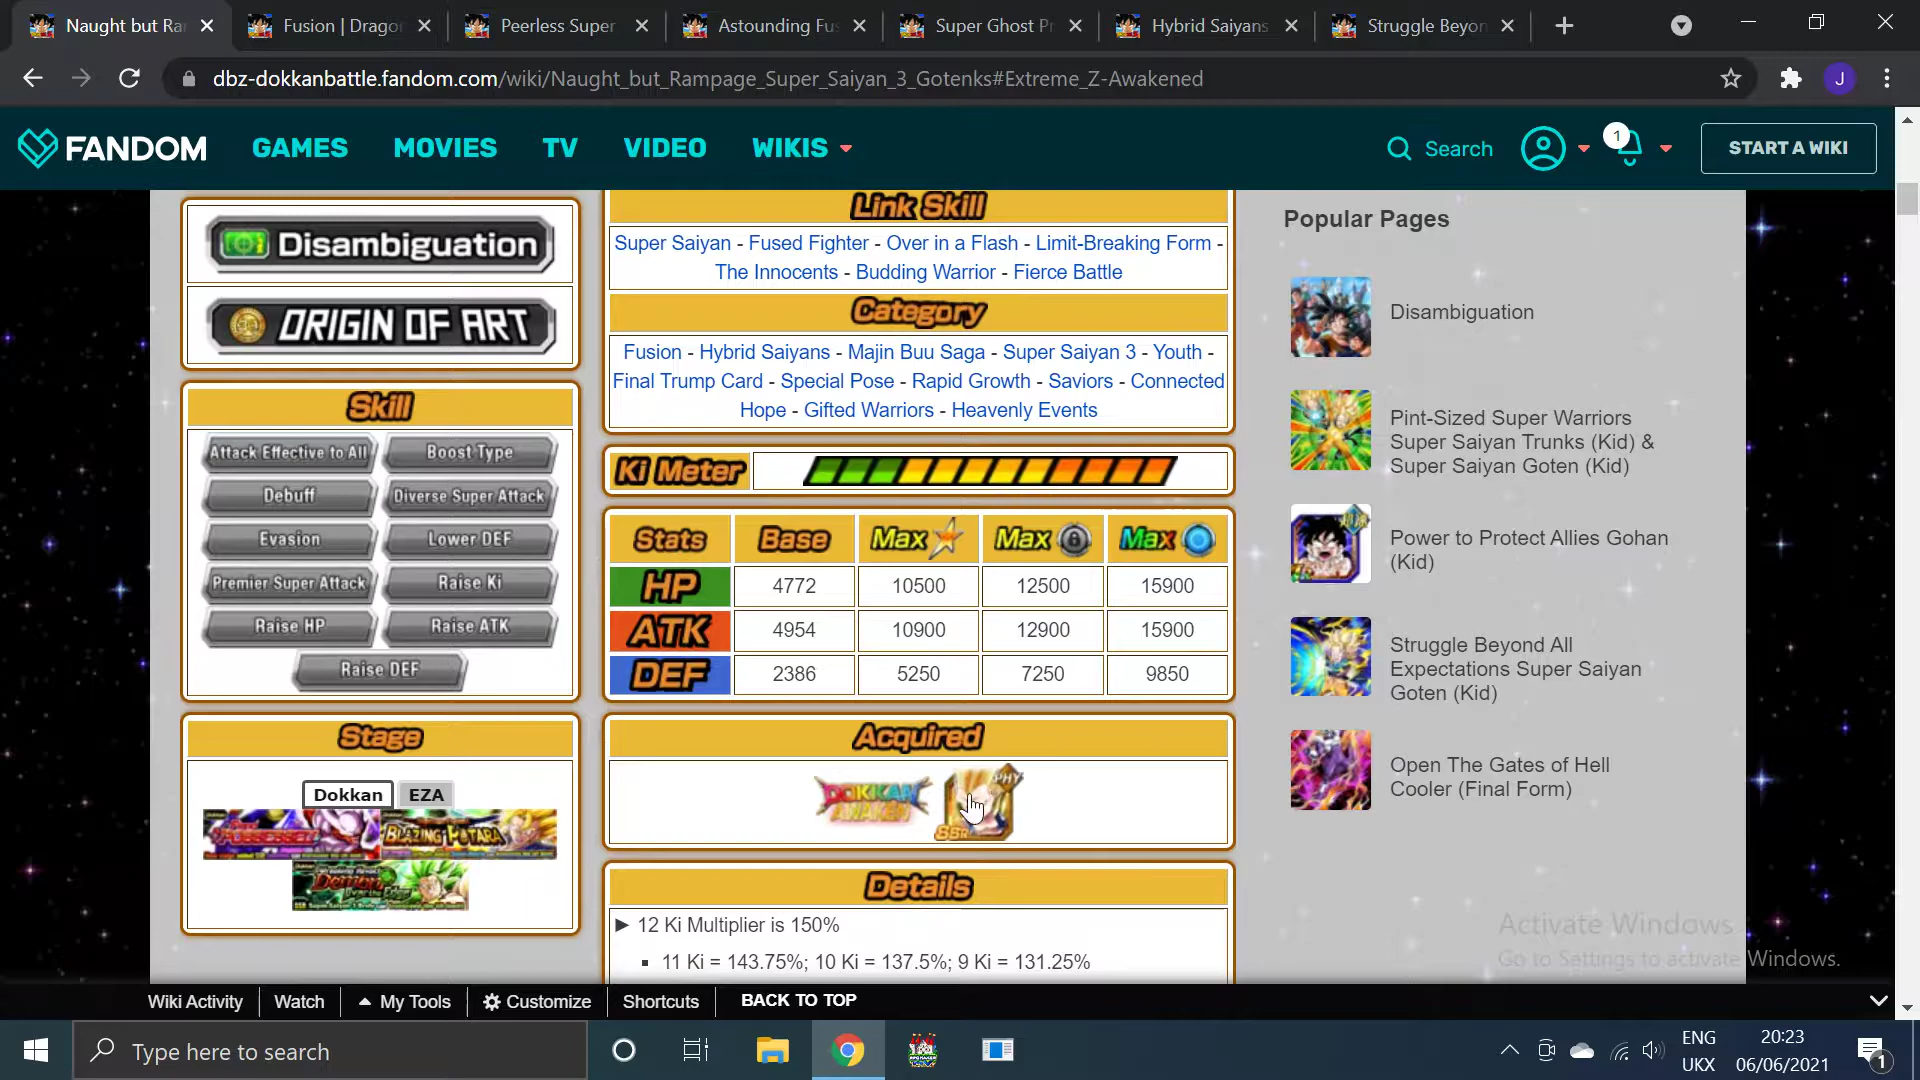 Naught but Ra
Fusion | Drago
Peerless Super
Astounding Fus
Super Ghost Pr
Hybrid Saiyans
Struggle Beyon
dbz-dokkanbattle.fandom.com/wiki/Naught_but_Rampage_Super_Saiyan_3_Gotenks#Extreme_Z-Awakened
J
FANDOM
GAMES
MOVIES
TV
VIDEO
WIKIS
Search
1
START A WIKI
Disambiguation
ORIGIN OF ART
Skill
Attack Effective to All
Boost Type
Debuff
Diverse Super Attack
Evasion
Lower DEF
Premier Super Attack
Raise Ki
Raise HP
Raise ATK
Raise DEF
Stage
Dokkan
EZA
Link Skill
Super Saiyan - Fused Fighter - Over in a Flash - Limit-Breaking Form -
The Innocents - Budding Warrior - Fierce Battle
Category
Fusion - Hybrid Saiyans - Majin Buu Saga - Super Saiyan 3 - Youth -
Final Trump Card - Special Pose - Rapid Growth - Saviors - Connected
Hope - Gifted Warriors - Heavenly Events
Ki Meter
Stats Base Max Max Max
HP 4772 10500 12500 15900
ATK 4954 10900 12900 15900
DEF 2386 5250 7250 9850
Acquired
DOKKAN
AWAKEN
PHY
SSR
Details
► 12 Ki Multiplier is 150%
▪ 11 Ki = 143.75%; 10 Ki = 137.5%; 9 Ki = 131.25%
Popular Pages
Disambiguation
Pint-Sized Super Warriors
Super Saiyan Trunks (Kid) &
Super Saiyan Goten (Kid)
Power to Protect Allies Gohan
(Kid)
Struggle Beyond All
Expectations Super Saiyan
Goten (Kid)
Open The Gates of Hell
Cooler (Final Form)
Activate Windows
Go to Settings to activate Windows.
Wiki Activity
Watch
My Tools
Customize
Shortcuts
BACK TO TOP
Type here to search
ENG
UKX
20:23
06/06/2021
1